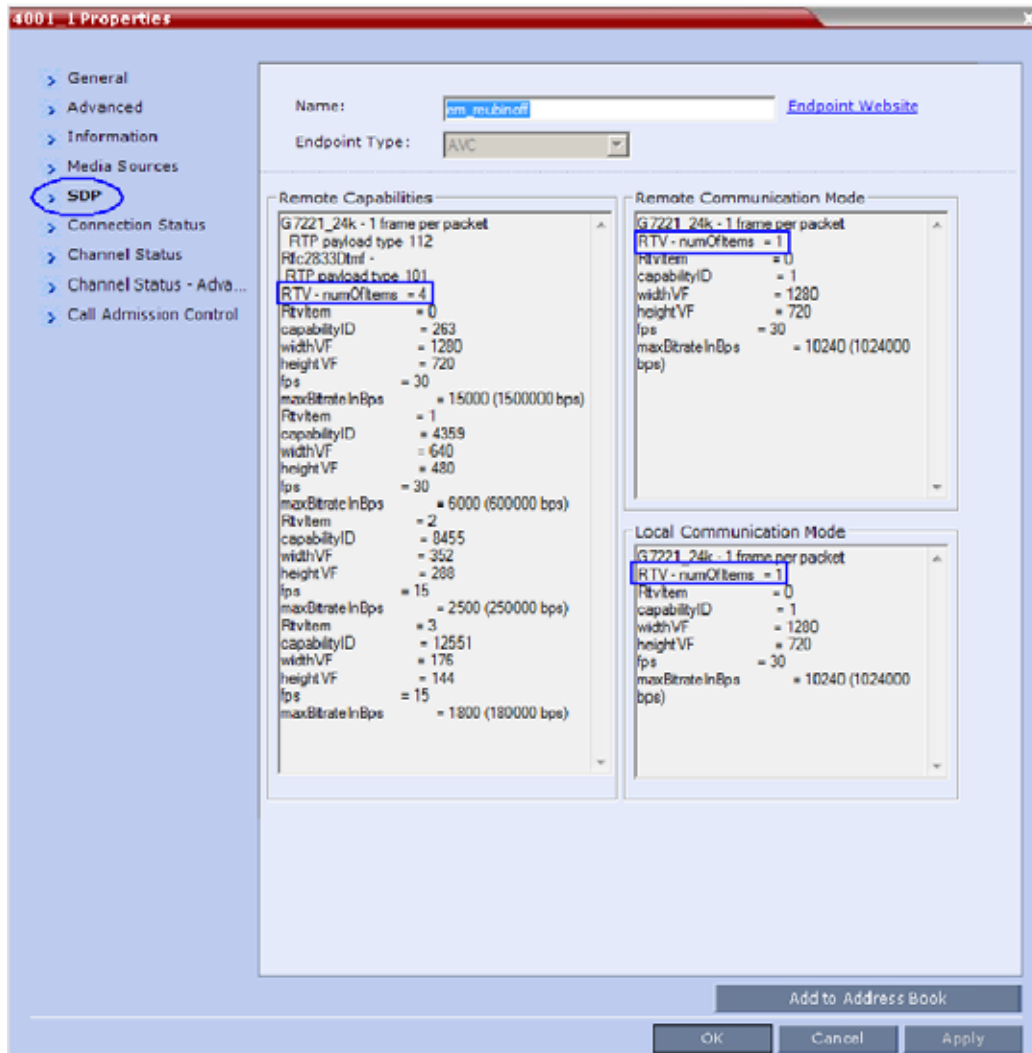 4001_1 Properties
General
Advanced
Information
Media Sources
SDP
Connection Status
Channel Status
Channel Status - Adva...
Call Admission Control
Name: em_reubinoff Endpoint Website
Endpoint Type: AVC
Remote Capabilities
G7221_24k - 1 frame per packet
RTP payload type 112
Rfc2833Dtmf -
RTP payload type 101
RTV - numOfItems = 4
RtvItem = 0
capabilityID = 263
widthVF = 1280
heightVF = 720
fps = 30
maxBitrateInBps = 15000 (1500000 bps)
RtvItem = 1
capabilityID = 4359
widthVF = 640
heightVF = 480
fps = 30
maxBitrateInBps = 6000 (600000 bps)
RtvItem = 2
capabilityID = 8455
widthVF = 352
heightVF = 288
fps = 15
maxBitrateInBps = 2500 (250000 bps)
RtvItem = 3
capabilityID = 12551
widthVF = 176
heightVF = 144
fps = 15
maxBitrateInBps = 1800 (180000 bps)
Remote Communication Mode
G7221_24k - 1 frame per packet
RTV - numOfItems = 1
RtvItem = 0
capabilityID = 1
widthVF = 1280
heightVF = 720
fps = 30
maxBitrateInBps = 10240 (1024000
bps)
Local Communication Mode
G7221_24k - 1 frame per packet
RTV - numOfItems = 1
RtvItem = 0
capabilityID = 1
widthVF = 1280
heightVF = 720
fps = 30
maxBitrateInBps = 10240 (1024000
bps)
Add to Address Book
OK Cancel Apply